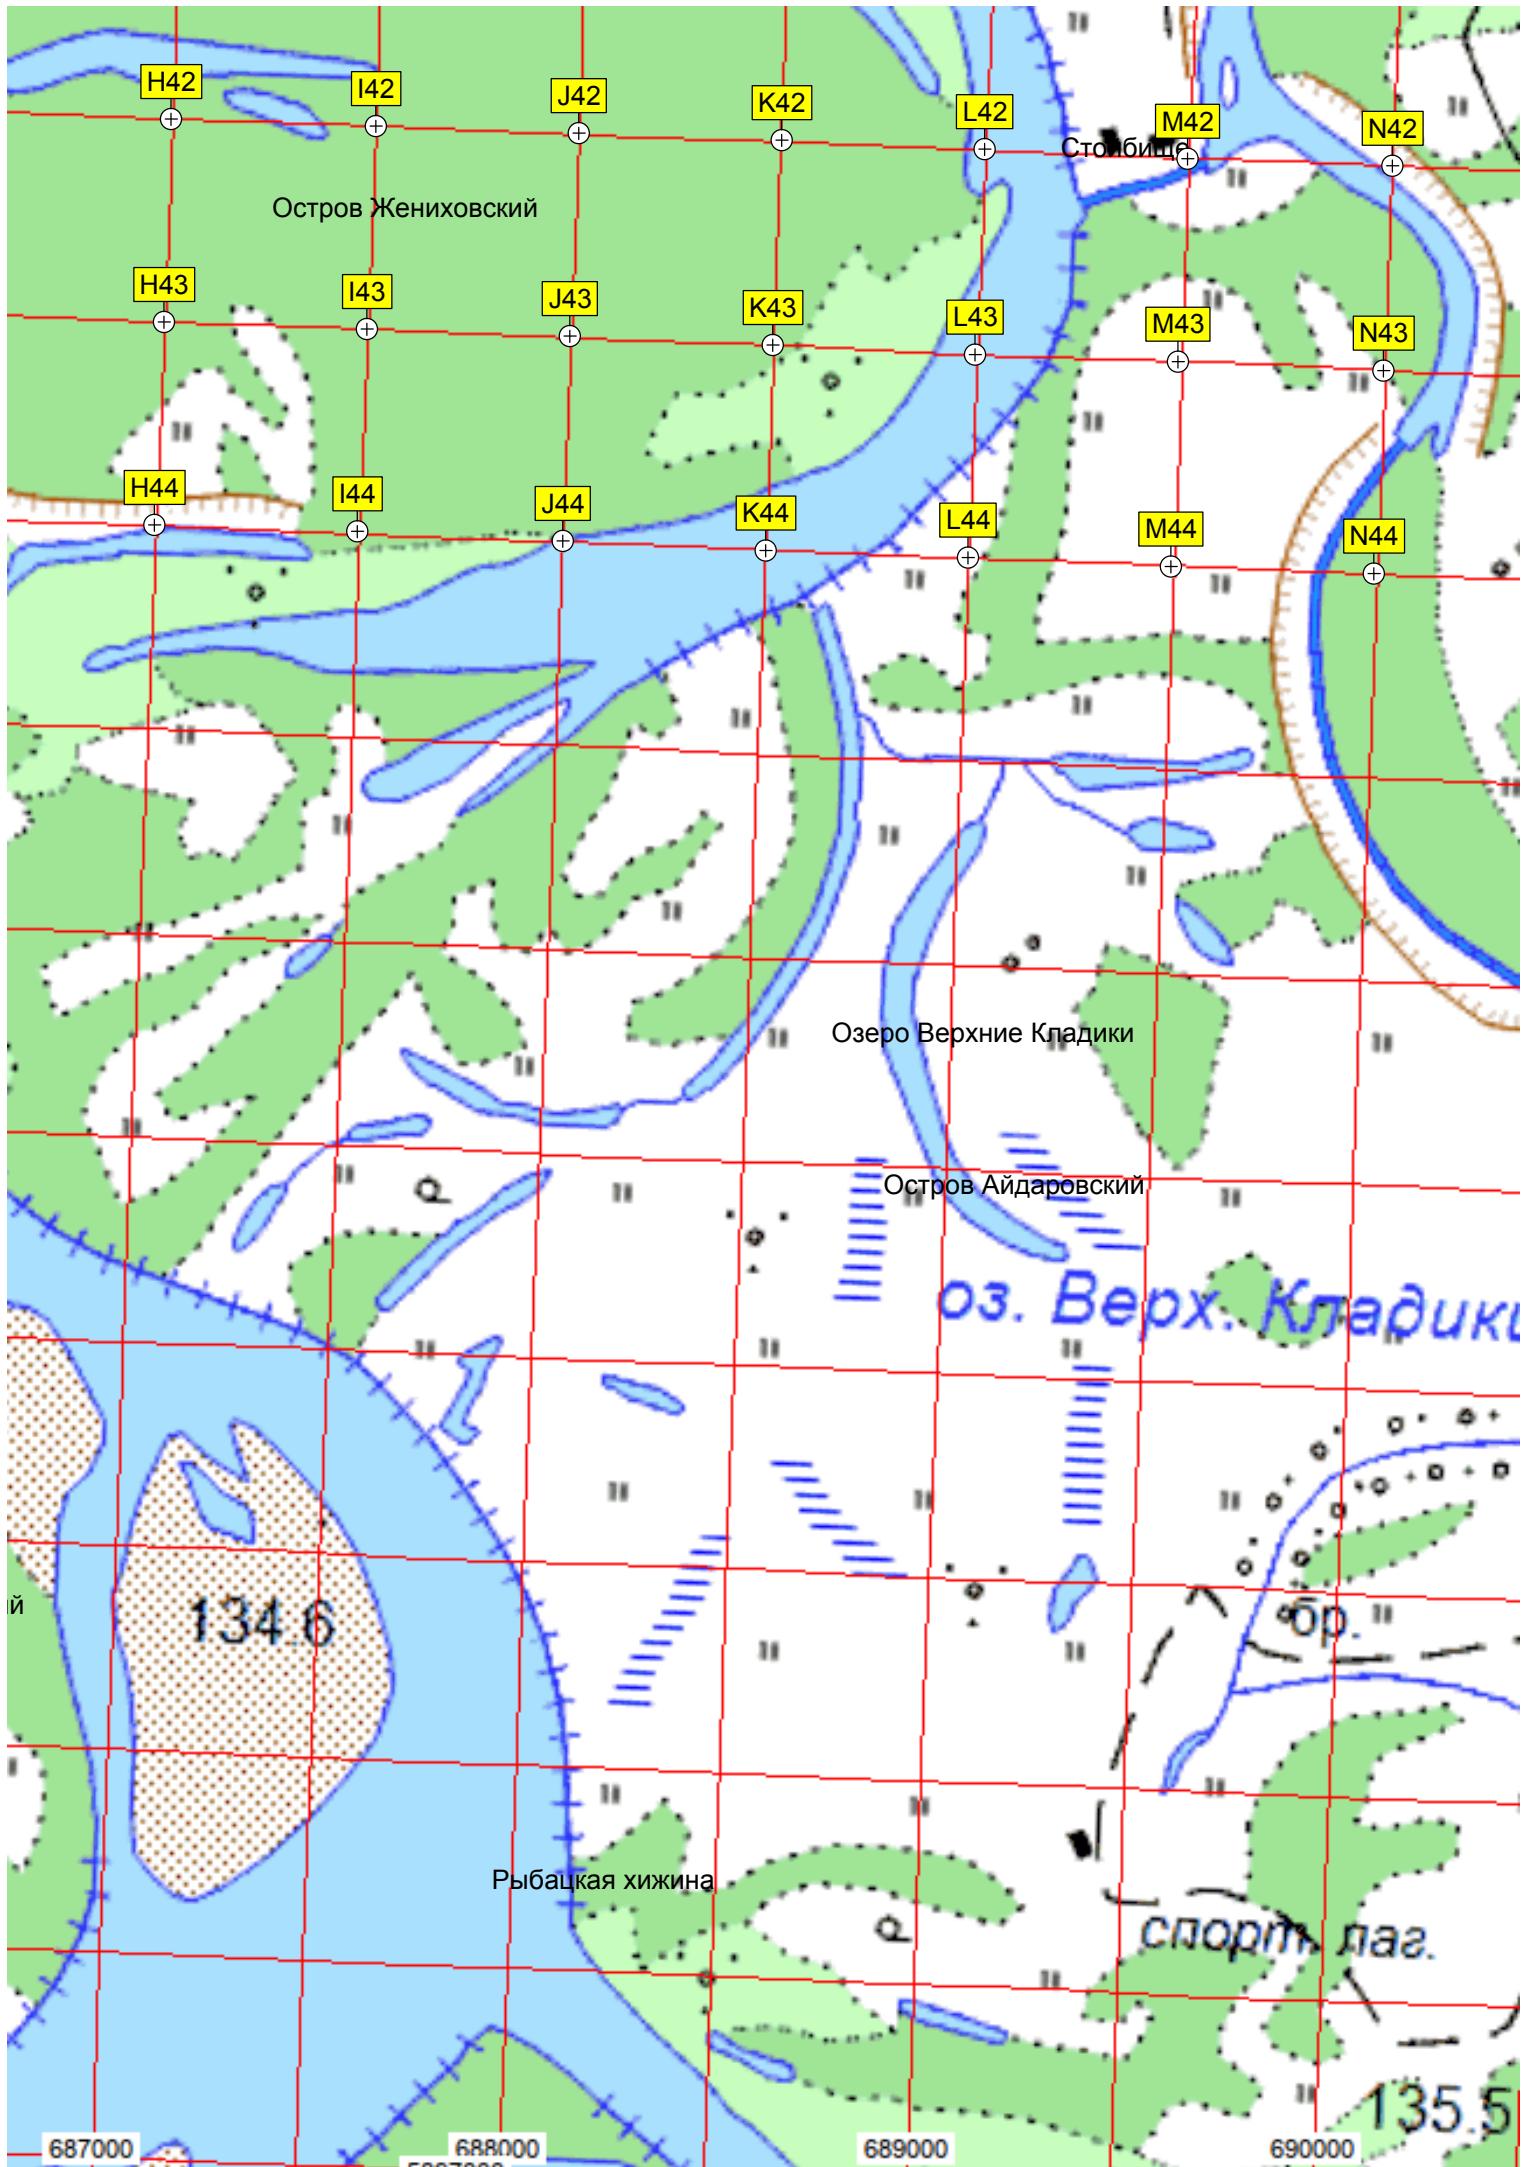 H42 I42 J42 K42 L42 M42 N42
Стойбище
Остров Жениховский
H43 I43 J43 K43 L43 M43 N43
H44 I44 J44 K44 L44 M44 N44
Озеро Верхние Кладики
Остров Айдаровский
оз. Верх. Кладики
й
134.6
бр.
Рыбацкая хижина
спорт. лаг.
135.5
687000 688000 689000 690000